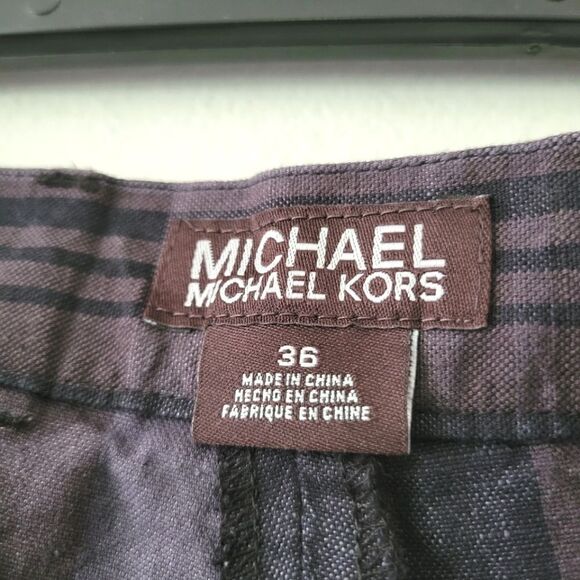 MICHAEL
MICHAEL KORS
36
MADE IN CHINA
HECHO EN CHINA
FABRIQUE EN CHINE